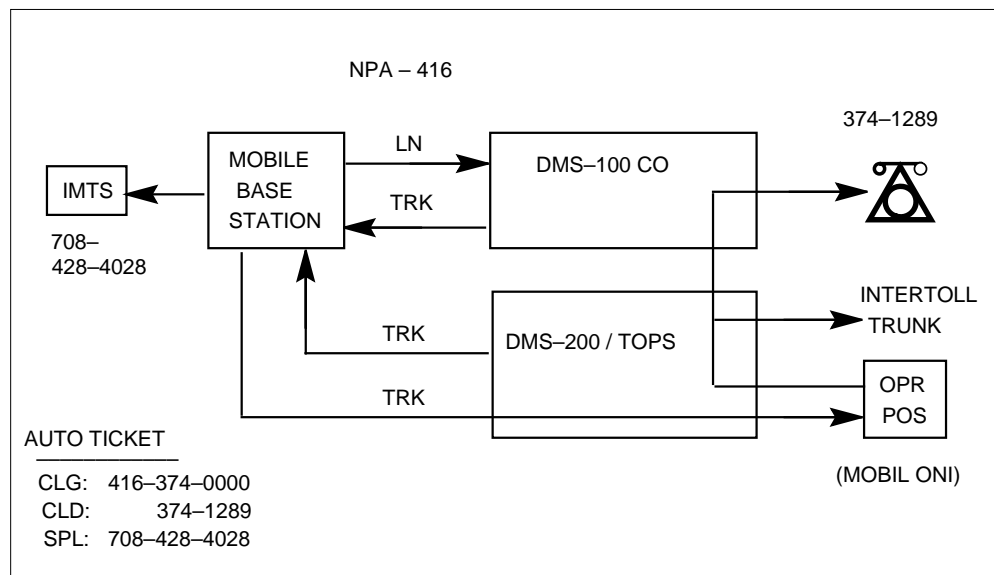 NPA – 416
374–1289
LN
MOBILE
BASE
STATION
DMS–100 CO
IMTS
TRK
708–
428–4028
INTERTOLL
TRUNK
TRK
DMS–200 / TOPS
TRK
OPR
POS
(MOBIL ONI)
AUTO TICKET
CLG: 416–374–0000
CLD: 374–1289
SPL: 708–428–4028